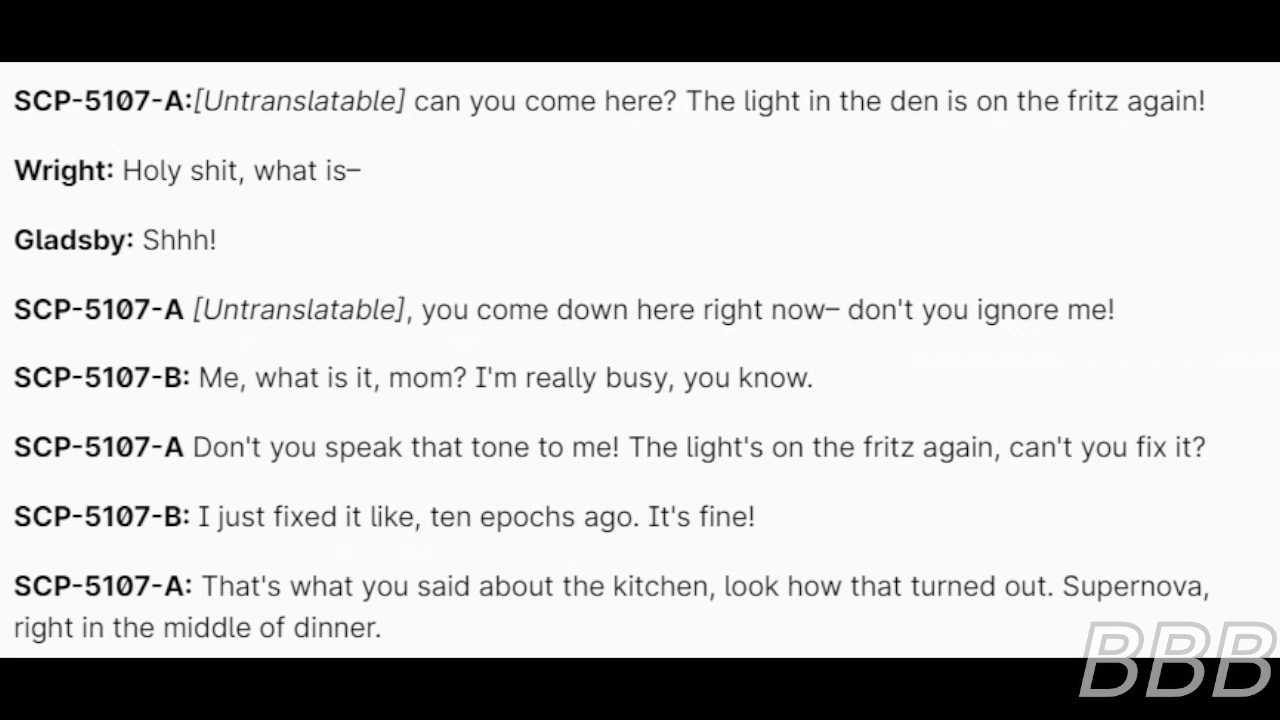 SCP-5107-A:[Untranslatable] can you come here? The light in the den is on the fritz again!
Wright: Holy shit, what is–
Gladsby: Shhh!
SCP-5107-A [Untranslatable], you come down here right now– don't you ignore me!
SCP-5107-B: Me, what is it, mom? I'm really busy, you know.
SCP-5107-A Don't you speak that tone to me! The light's on the fritz again, can't you fix it?
SCP-5107-B: I just fixed it like, ten epochs ago. It's fine!
SCP-5107-A: That's what you said about the kitchen, look how that turned out. Supernova,
right in the middle of dinner.
BBB